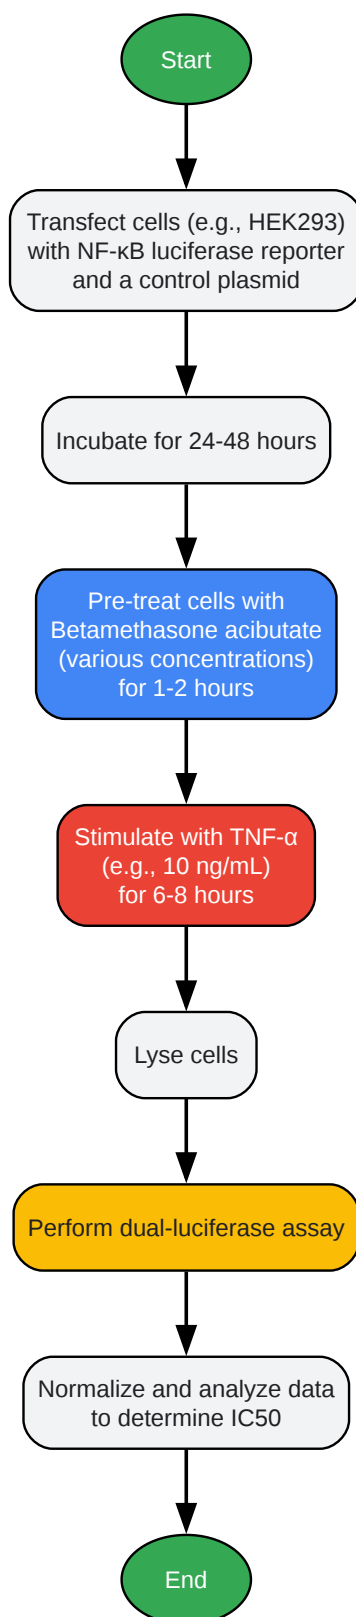 Start
Transfect cells (e.g., HEK293)
with NF-κB luciferase reporter
and a control plasmid
Incubate for 24-48 hours
Pre-treat cells with
Betamethasone acibutate
(various concentrations)
for 1-2 hours
Stimulate with TNF-α
(e.g., 10 ng/mL)
for 6-8 hours
Lyse cells
Perform dual-luciferase assay
Normalize and analyze data
to determine IC50
End